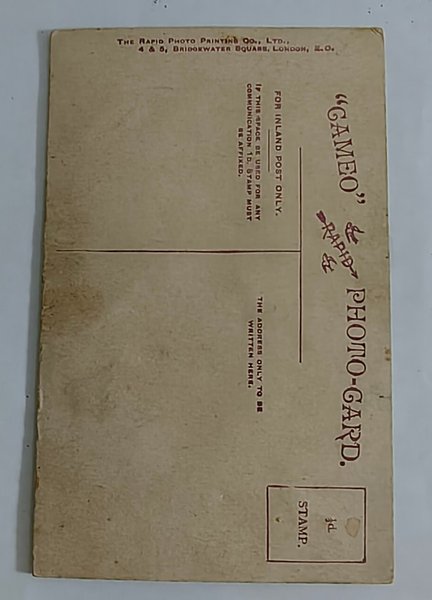 "CAMEO" RAPID PHOTO-CARD.
FOR INLAND POST ONLY.
IF THIS SPACE BE USED FOR ANY
COMMUNICATION 1D. STAMP MUST
BE AFFIXED.
THE ADDRESS ONLY TO BE
WRITTEN HERE.
½d
STAMP.
THE RAPID PHOTO PRINTING CO., LTD.,
4 & 5, BRIDGEWATER SQUARE, LONDON, E.C.